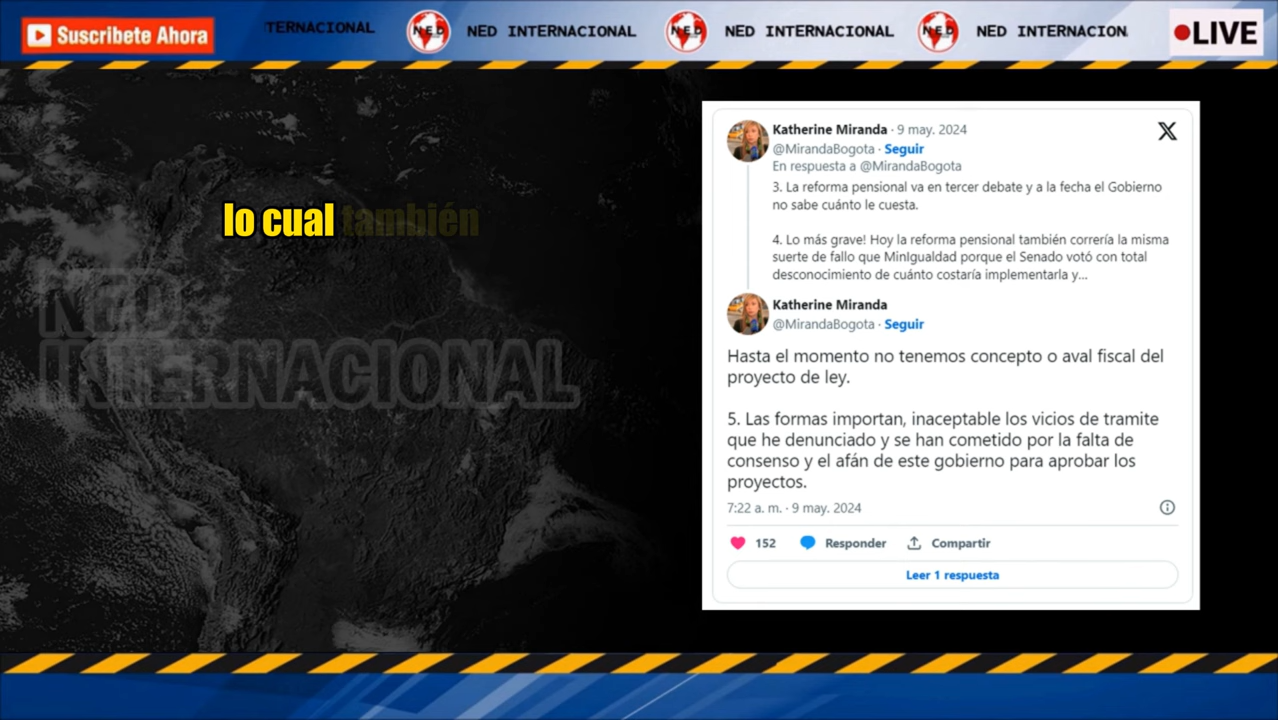 Suscribete Ahora
TERNACIONAL
NED
NED INTERNACIONAL
NED
NED INTERNACIONAL
NED
NED INTERNACION
LIVE
lo cual también
NED
INTERNACIONAL
Katherine Miranda · 9 may. 2024
@MirandaBogota · Seguir
En respuesta a @MirandaBogota
3. La reforma pensional va en tercer debate y a la fecha el Gobierno
no sabe cuánto le cuesta.
4. Lo más grave! Hoy la reforma pensional también correría la misma
suerte de fallo que MinIgualdad porque el Senado votó con total
desconocimiento de cuánto costaría implementarla y...
Katherine Miranda
@MirandaBogota · Seguir
Hasta el momento no tenemos concepto o aval fiscal del
proyecto de ley.
5. Las formas importan, inaceptable los vicios de tramite
que he denunciado y se han cometido por la falta de
consenso y el afán de este gobierno para aprobar los
proyectos.
7:22 a. m. · 9 may. 2024
152 Responder Compartir
Leer 1 respuesta